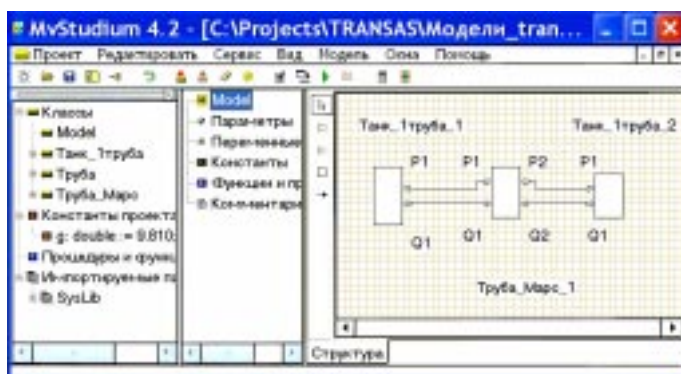 MvStudium 4.2 - [C:\Projects\TRANSAS\Модели_tran...
Проект Редактировать Сервис Вид Модель Окна Помощь
Классы
Model
Танк_1труба
Труба
Труба_Марс
Константы проекта
g: double := 9.810;
Процедуры и функц
Импортируемые па
SysLib
Model
Параметры
Переменные
Константы
Функции и пр
Комментари
Танк_1труба_1 Танк_1труба_2
P1 P1 P2 P1
Q1 Q1 Q2 Q1
Труба_Марс_1
Структура